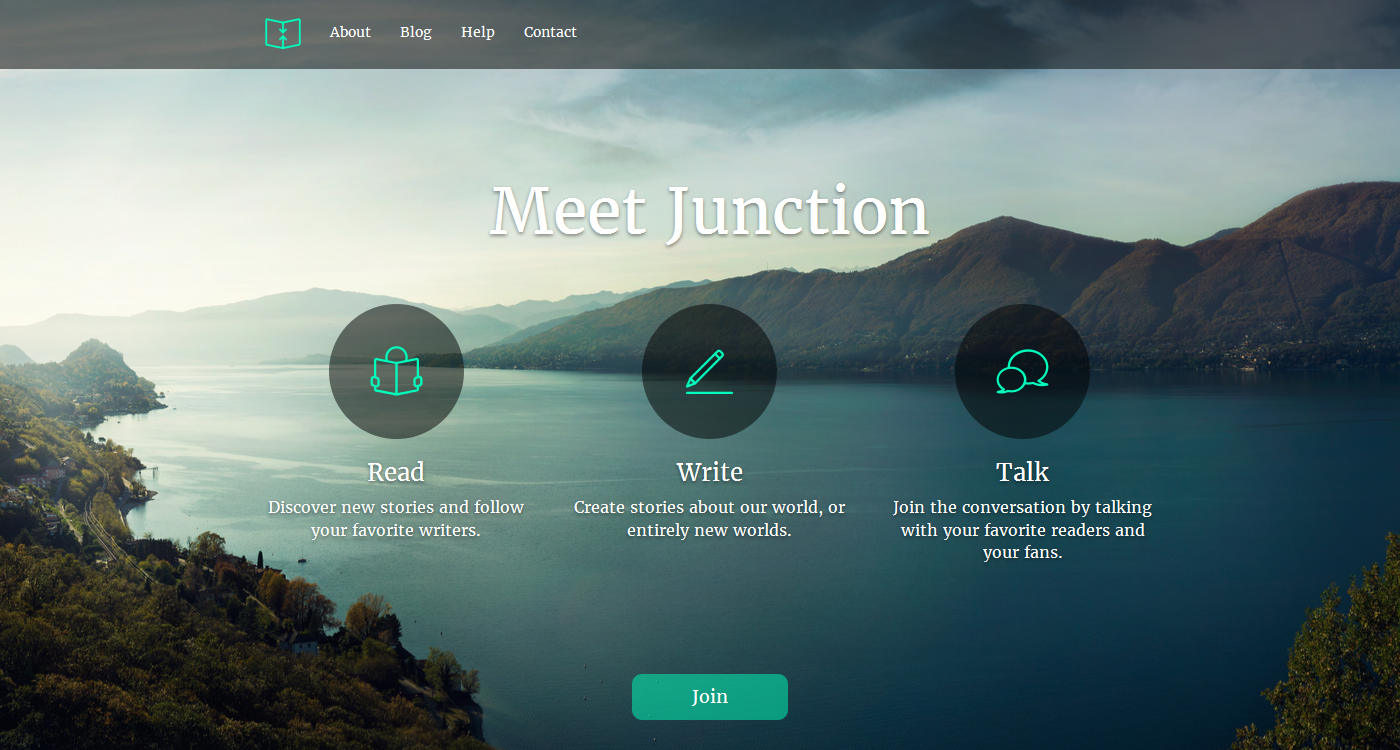 About Blog Help Contact
Meet Junction
Read
Discover new stories and follow
your favorite writers.
Write
Create stories about our world, or
entirely new worlds.
Talk
Join the conversation by talking
with your favorite readers and
your fans.
Join